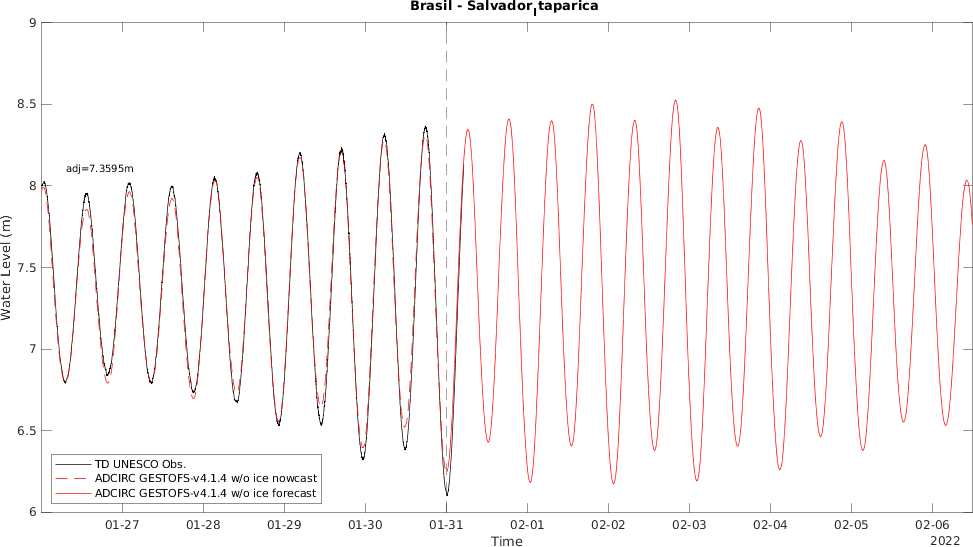 Brasil - Salvador_Itaparica
9
8.5
adj=7.3595m
8
7.5
Water Level (m)
7
6.5
TD UNESCO Obs.
ADCIRC GESTOFS-v4.1.4 w/o ice nowcast
ADCIRC GESTOFS-v4.1.4 w/o ice forecast
6
01-27 01-28 01-29 01-30 01-31 02-01 02-02 02-03 02-04 02-05 02-06
Time 2022